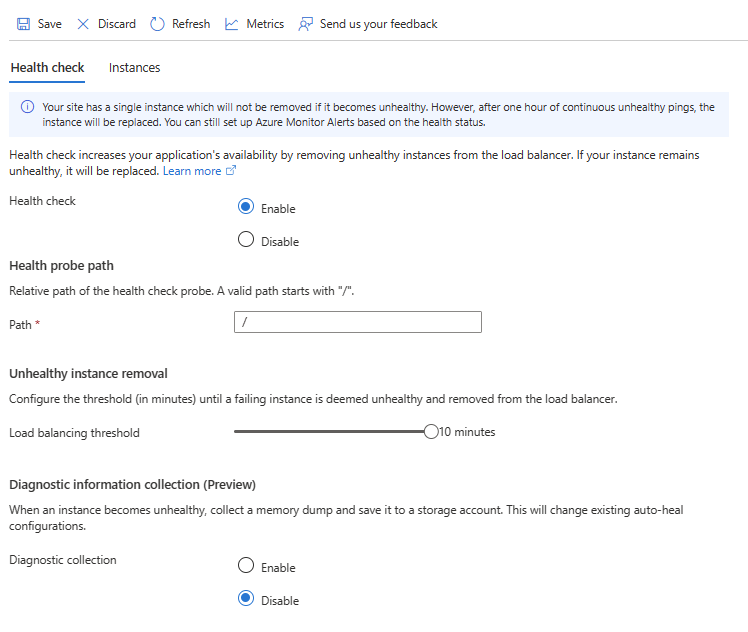 Save Discard Refresh Metrics Send us your feedback
Health check Instances
Your site has a single instance which will not be removed if it becomes unhealthy. However, after one hour of continuous unhealthy pings, the
instance will be replaced. You can still set up Azure Monitor Alerts based on the health status.
Health check increases your application's availability by removing unhealthy instances from the load balancer. If your instance remains
unhealthy, it will be replaced. Learn more
Health check
Enable
Disable
Health probe path
Relative path of the health check probe. A valid path starts with "/".
Path * /
Unhealthy instance removal
Configure the threshold (in minutes) until a failing instance is deemed unhealthy and removed from the load balancer.
Load balancing threshold 10 minutes
Diagnostic information collection (Preview)
When an instance becomes unhealthy, collect a memory dump and save it to a storage account. This will change existing auto-heal
configurations.
Diagnostic collection
Enable
Disable